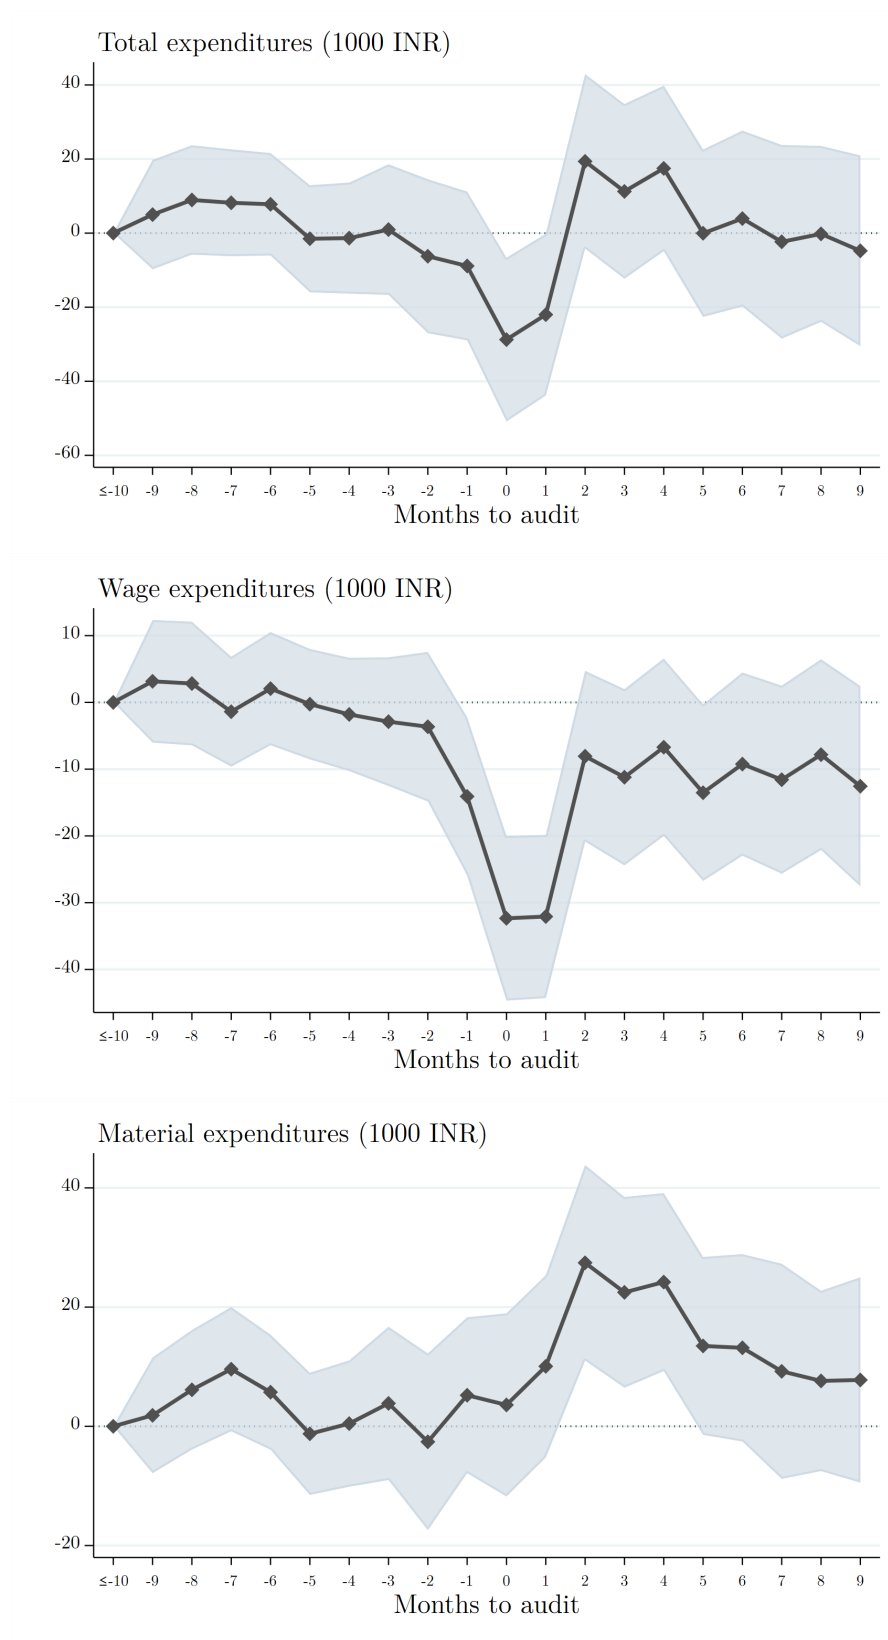 Total expenditures (1000 INR)
40
20
0
-20
-40
-60
≤-10 -9 -8 -7 -6 -5 -4 -3 -2 -1 0 1 2 3 4 5 6 7 8 9
Months to audit
Wage expenditures (1000 INR)
10
0
-10
-20
-30
-40
≤-10 -9 -8 -7 -6 -5 -4 -3 -2 -1 0 1 2 3 4 5 6 7 8 9
Months to audit
Material expenditures (1000 INR)
40
20
0
-20
≤-10 -9 -8 -7 -6 -5 -4 -3 -2 -1 0 1 2 3 4 5 6 7 8 9
Months to audit